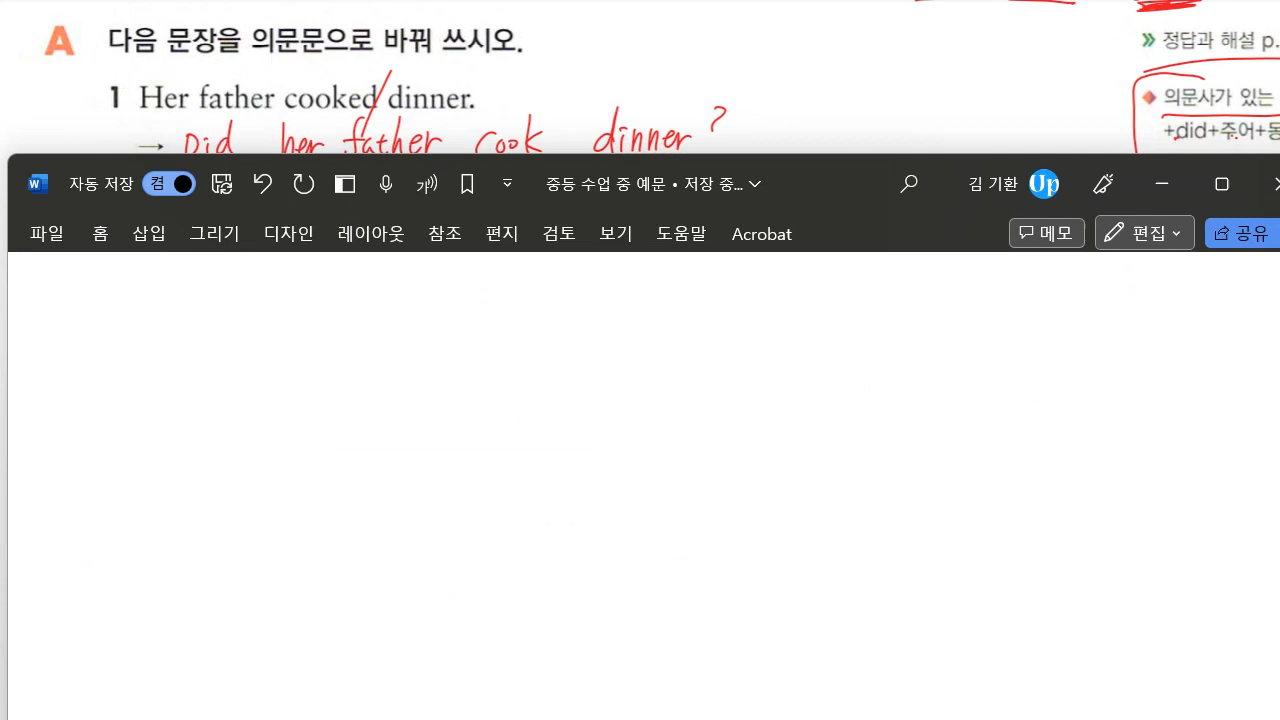 A 다음 문장을 의문문으로 바꿔 쓰시오.
» 정답과 해설 p.
1 Her father cooked dinner.
→ Did her father cook dinner?
◆ 의문사가 있는
+did+주어+동
자동 저장 켬 중등 수업 중 예문 • 저장 중... 김 기환 Up
파일 홈 삽입 그리기 디자인 레이아웃 참조 편지 검토 보기 도움말 Acrobat 메모 편집 공유